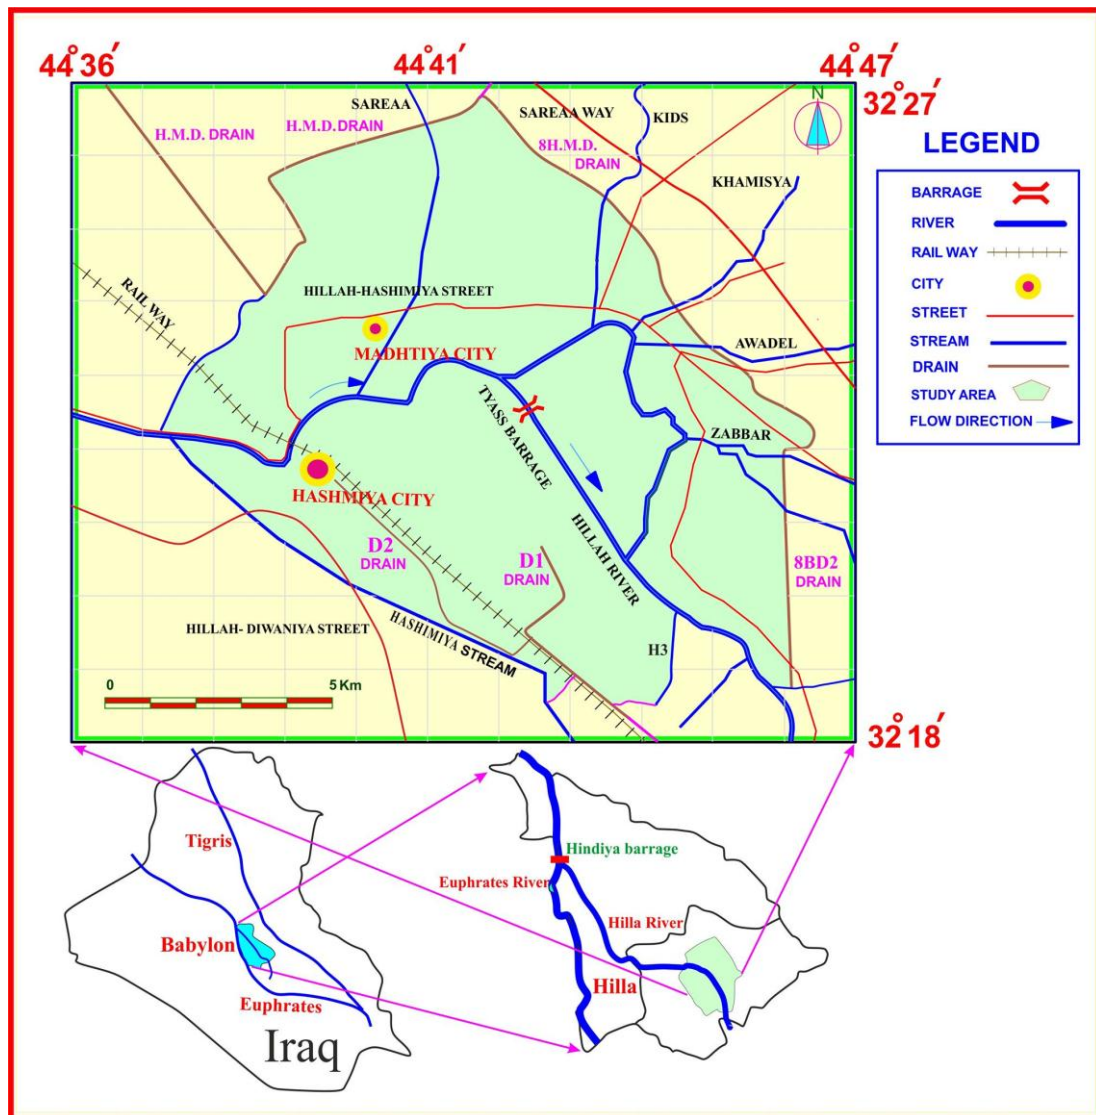 44°36′
44°41′
44°47′
32°27′
SAREAA
SAREAA WAY
KIDS
N
H.M.D. DRAIN
H.M.D. DRAIN
8H.M.D.
DRAIN
KHAMISYA
RAIL WAY
HILLAH-HASHIMIYA STREET
MADHTIYA CITY
AWADEL
TYASS BARRAGE
ZABBAR
HASHMIYA CITY
D2
DRAIN
D1
DRAIN
HILLAH RIVER
8BD2
DRAIN
HILLAH- DIWANIYA STREET
HASHIMIYA STREAM
H3
0
5 Km
32°18′
LEGEND
BARRAGE
RIVER
RAIL WAY
CITY
STREET
STREAM
DRAIN
STUDY AREA
FLOW DIRECTION
Tigris
Babylon
Euphrates
Iraq
Hindiya barrage
Euphrates River
Hilla River
Hilla